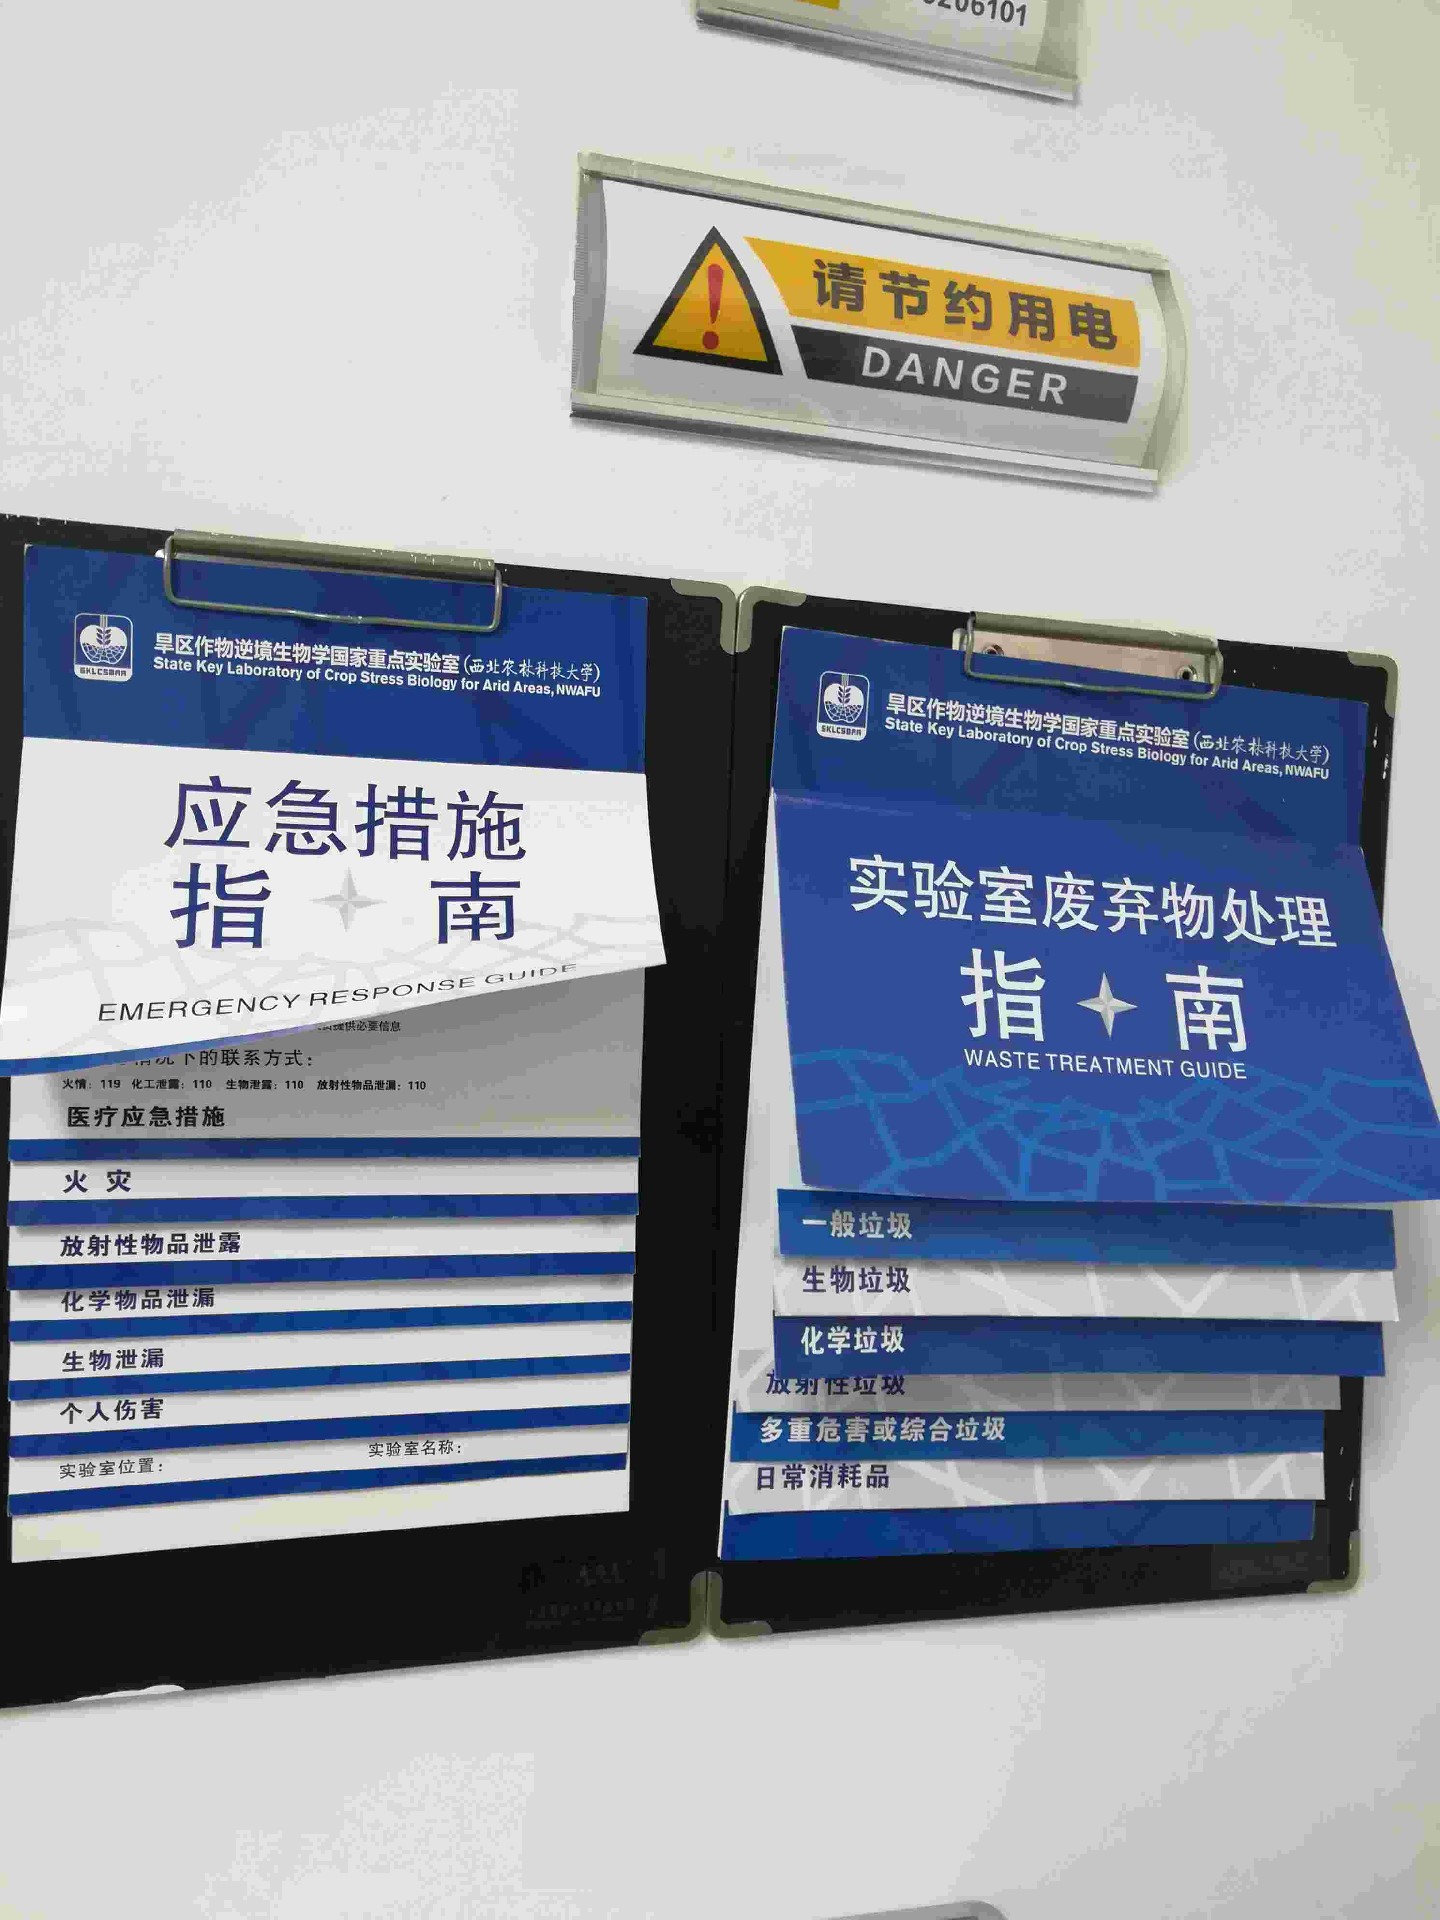 206101
请节约用电
DANGER
SKLCSBAA
旱区作物逆境生物学国家重点实验室(西北农林科技大学)
State Key Laboratory of Crop Stress Biology for Arid Areas, NWAFU
应急措施
指南
EMERGENCY RESPONSE GUIDE
提供必要信息
情况下的联系方式：
火情：119 化工泄露：110 生物泄露：110 放射性物品泄漏：110
医疗应急措施
火 灾
放射性物品泄露
化学物品泄漏
生物泄漏
个人伤害
实验室位置： 实验室名称：
SKLCSBAA
旱区作物逆境生物学国家重点实验室(西北农林科技大学)
State Key Laboratory of Crop Stress Biology for Arid Areas, NWAFU
实验室废弃物处理
指南
WASTE TREATMENT GUIDE
一般垃圾
生物垃圾
化学垃圾
放射性垃圾
多重危害或综合垃圾
日常消耗品